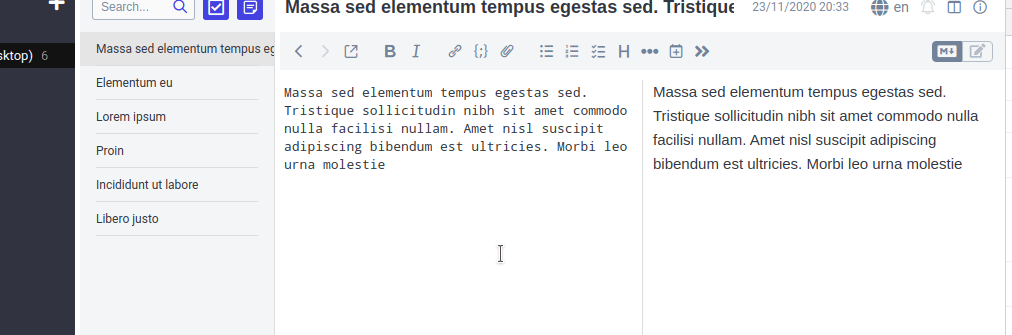 Search...
Massa sed elementum tempus egestas sed. Tristique
23/11/2020 20:33
en
sktop) 6
Massa sed elementum tempus eg
Elementum eu
Lorem ipsum
Proin
Incididunt ut labore
Libero justo
B I {;} H M
Massa sed elementum tempus egestas sed.
Tristique sollicitudin nibh sit amet commodo
nulla facilisi nullam. Amet nisl suscipit
adipiscing bibendum est ultricies. Morbi leo
urna molestie
Massa sed elementum tempus egestas sed.
Tristique sollicitudin nibh sit amet commodo nulla
facilisi nullam. Amet nisl suscipit adipiscing
bibendum est ultricies. Morbi leo urna molestie